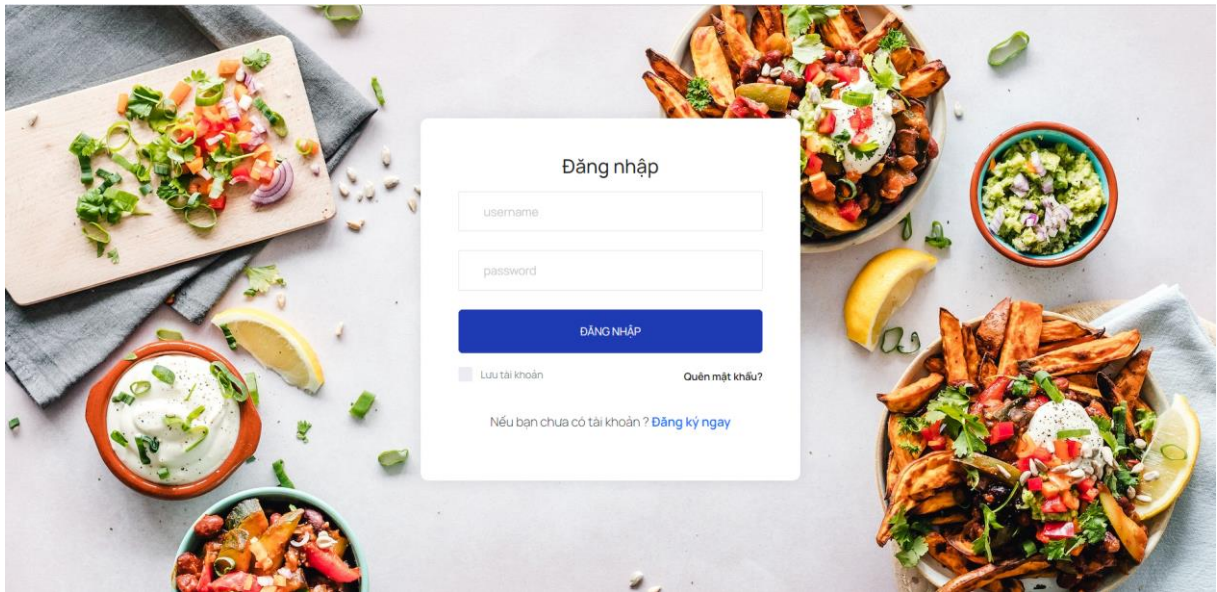 Đăng nhập
username
password
ĐĂNG NHẬP
Lưu tài khoản Quên mật khẩu?
Nếu bạn chưa có tài khoản ? Đăng ký ngay